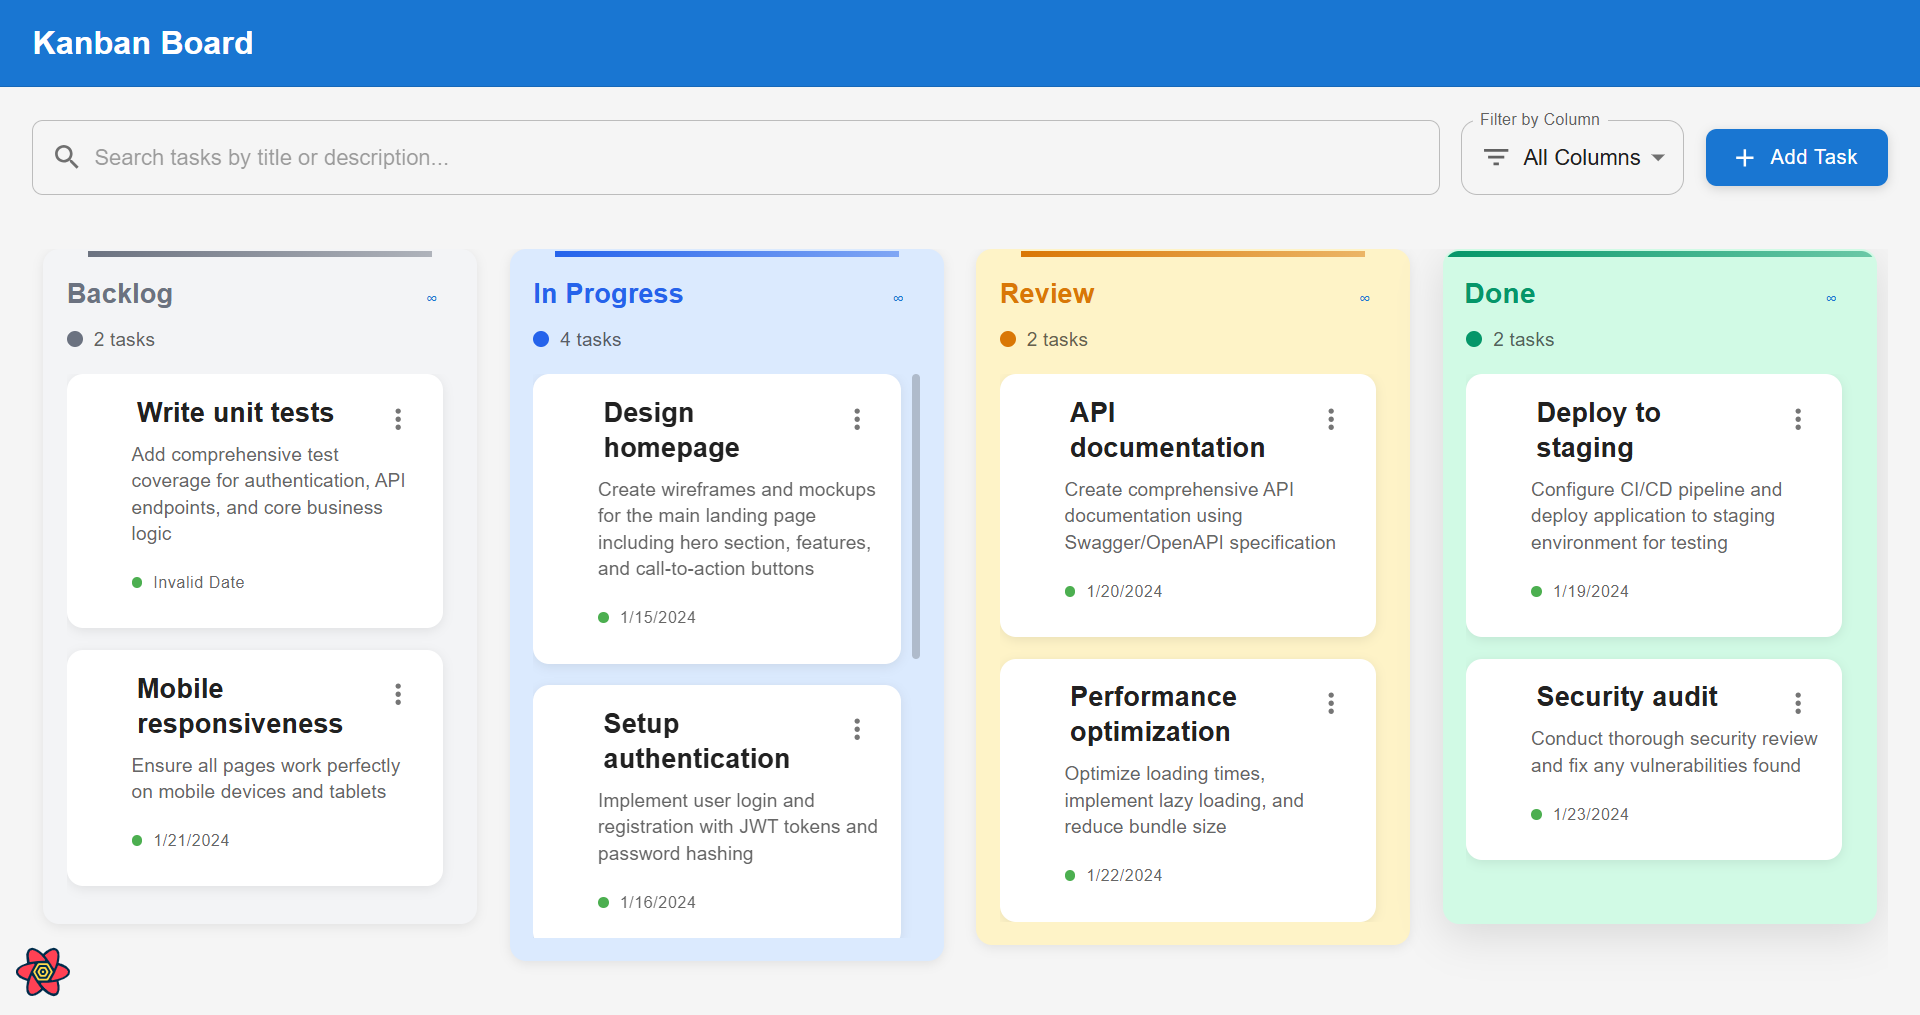 Kanban Board
Search tasks by title or description...
Filter by Column
All Columns
Add Task
Backlog
∞
2 tasks
Write unit tests
Add comprehensive test
coverage for authentication, API
endpoints, and core business
logic
Invalid Date
Mobile
responsiveness
Ensure all pages work perfectly
on mobile devices and tablets
1/21/2024
In Progress
∞
4 tasks
Design
homepage
Create wireframes and mockups
for the main landing page
including hero section, features,
and call-to-action buttons
1/15/2024
Setup
authentication
Implement user login and
registration with JWT tokens and
password hashing
1/16/2024
Review
∞
2 tasks
API
documentation
Create comprehensive API
documentation using
Swagger/OpenAPI specification
1/20/2024
Performance
optimization
Optimize loading times,
implement lazy loading, and
reduce bundle size
1/22/2024
Done
∞
2 tasks
Deploy to
staging
Configure CI/CD pipeline and
deploy application to staging
environment for testing
1/19/2024
Security audit
Conduct thorough security review
and fix any vulnerabilities found
1/23/2024